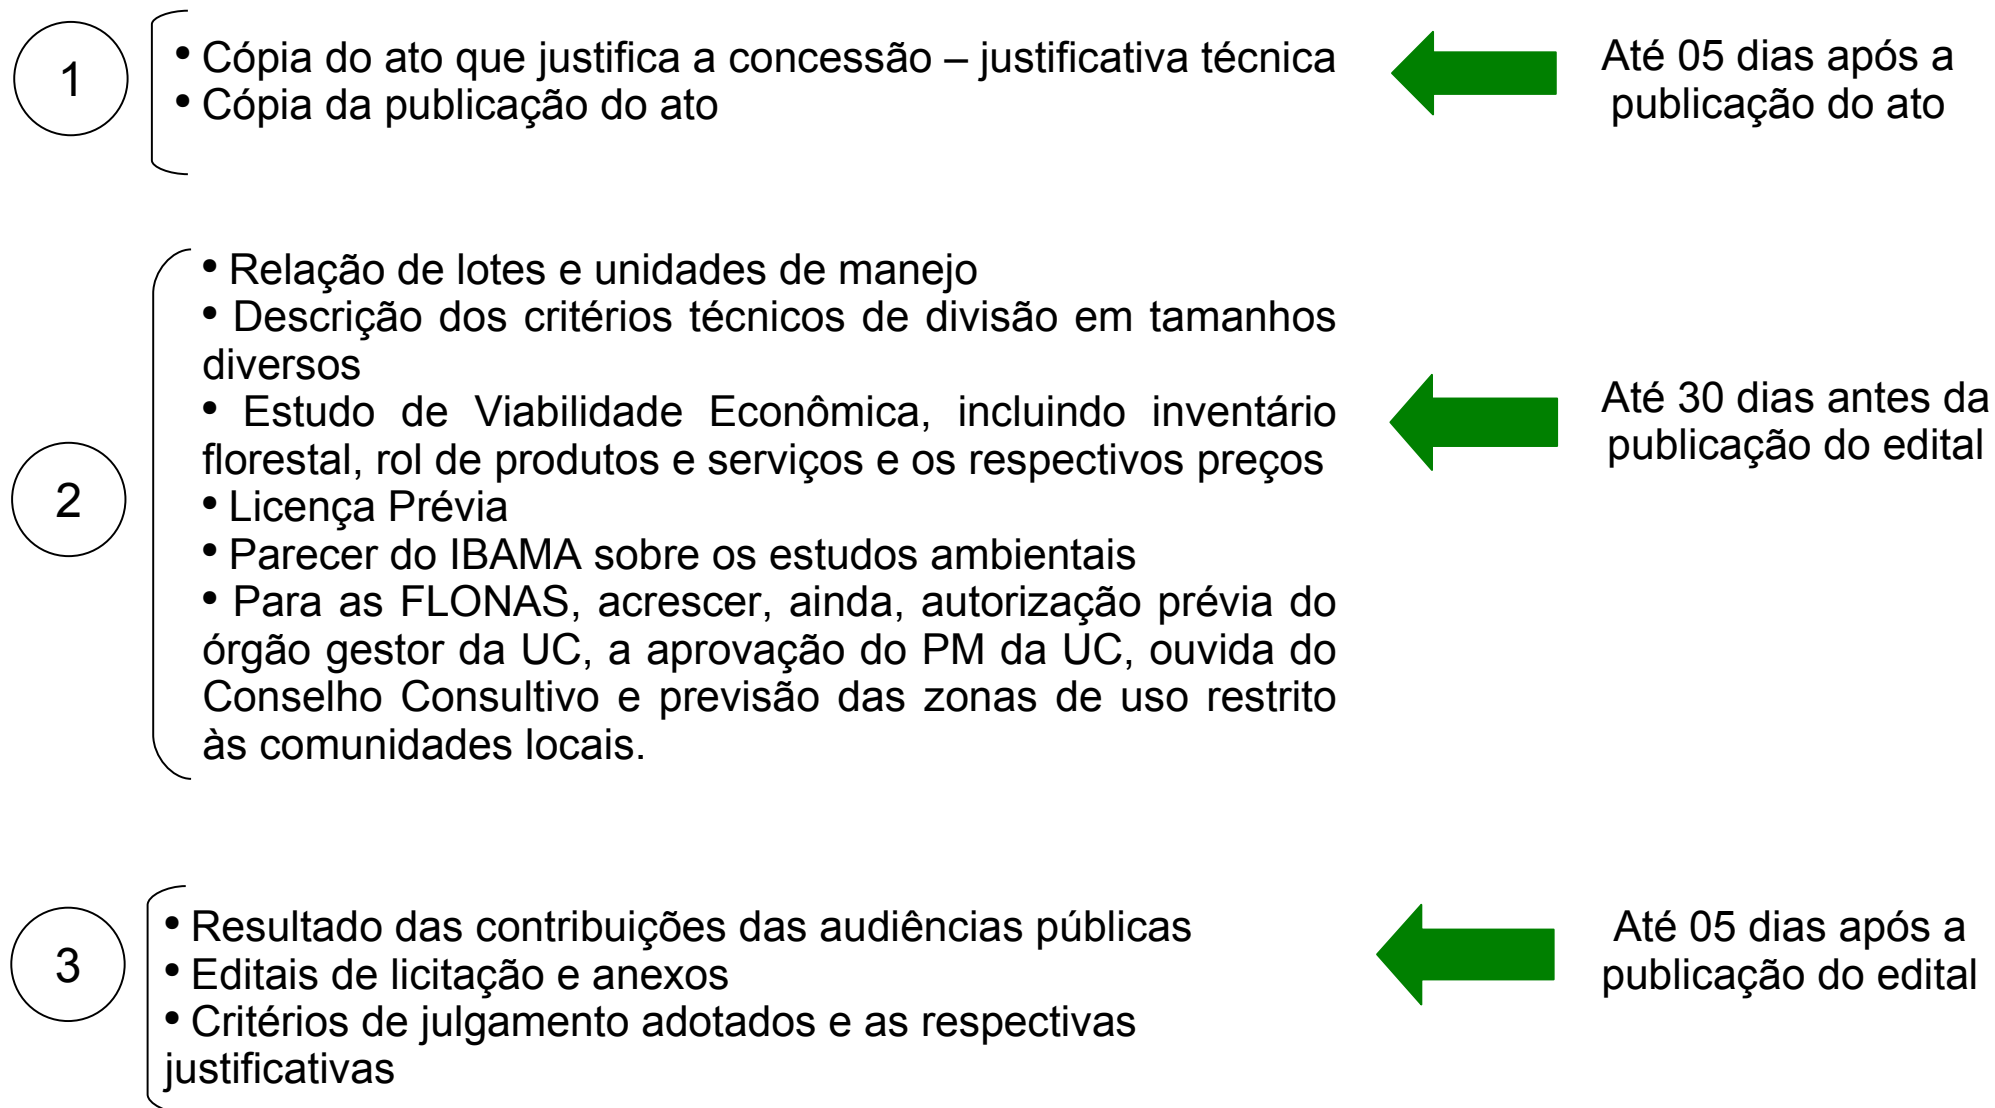 1
• Cópia do ato que justifica a concessão – justificativa técnica
• Cópia da publicação do ato
Até 05 dias após a
publicação do ato
2
• Relação de lotes e unidades de manejo
• Descrição dos critérios técnicos de divisão em tamanhos
diversos
• Estudo de Viabilidade Econômica, incluindo inventário
florestal, rol de produtos e serviços e os respectivos preços
• Licença Prévia
• Parecer do IBAMA sobre os estudos ambientais
• Para as FLONAS, acrescer, ainda, autorização prévia do
órgão gestor da UC, a aprovação do PM da UC, ouvida do
Conselho Consultivo e previsão das zonas de uso restrito
às comunidades locais.
Até 30 dias antes da
publicação do edital
3
• Resultado das contribuições das audiências públicas
• Editais de licitação e anexos
• Critérios de julgamento adotados e as respectivas
justificativas
Até 05 dias após a
publicação do edital